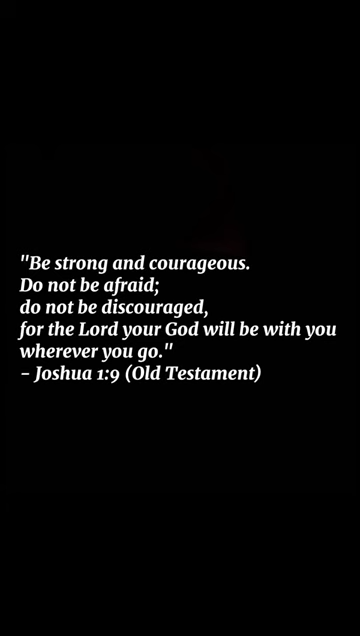 "Be strong and courageous.
Do not be afraid;
do not be discouraged,
for the Lord your God will be with you
wherever you go."
– Joshua 1:9 (Old Testament)